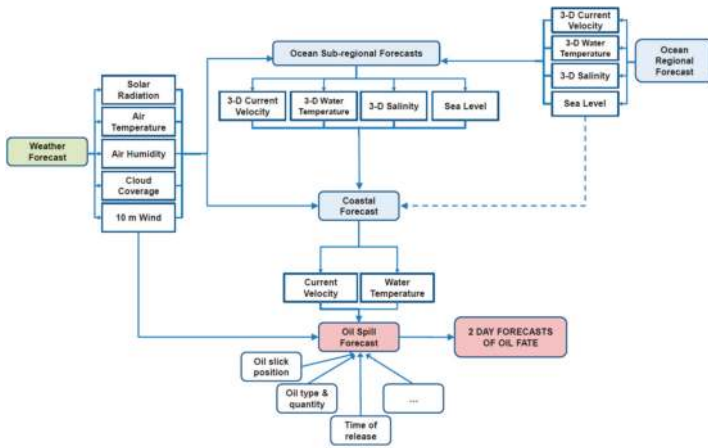 3-D Current
Velocity
3-D Water
Temperature
3-D Salinity
Sea Level
Ocean
Regional
Forecast
Ocean Sub-regional Forecasts
3-D Current
Velocity
3-D Water
Temperature
3-D Salinity
Sea Level
Weather
Forecast
Solar
Radiation
Air
Temperature
Air Humidity
Cloud
Coverage
10 m Wind
Coastal
Forecast
Current
Velocity
Water
Temperature
Oil Spill
Forecast
2 DAY FORECASTS
OF OIL FATE
Oil slick
position
Oil type &
quantity
Time of
release
...